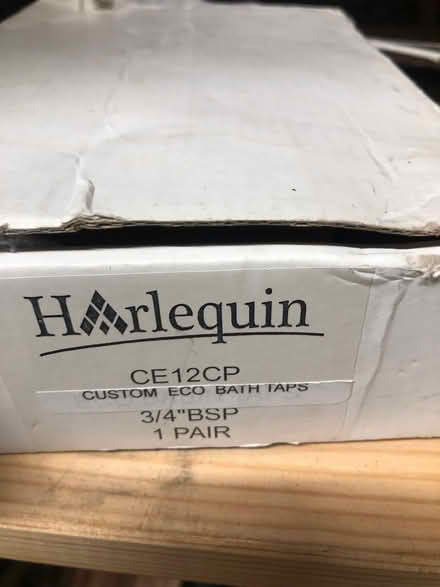 Harlequin
CE12CP
CUSTOM ECO BATH TAPS
3/4"BSP
1 PAIR